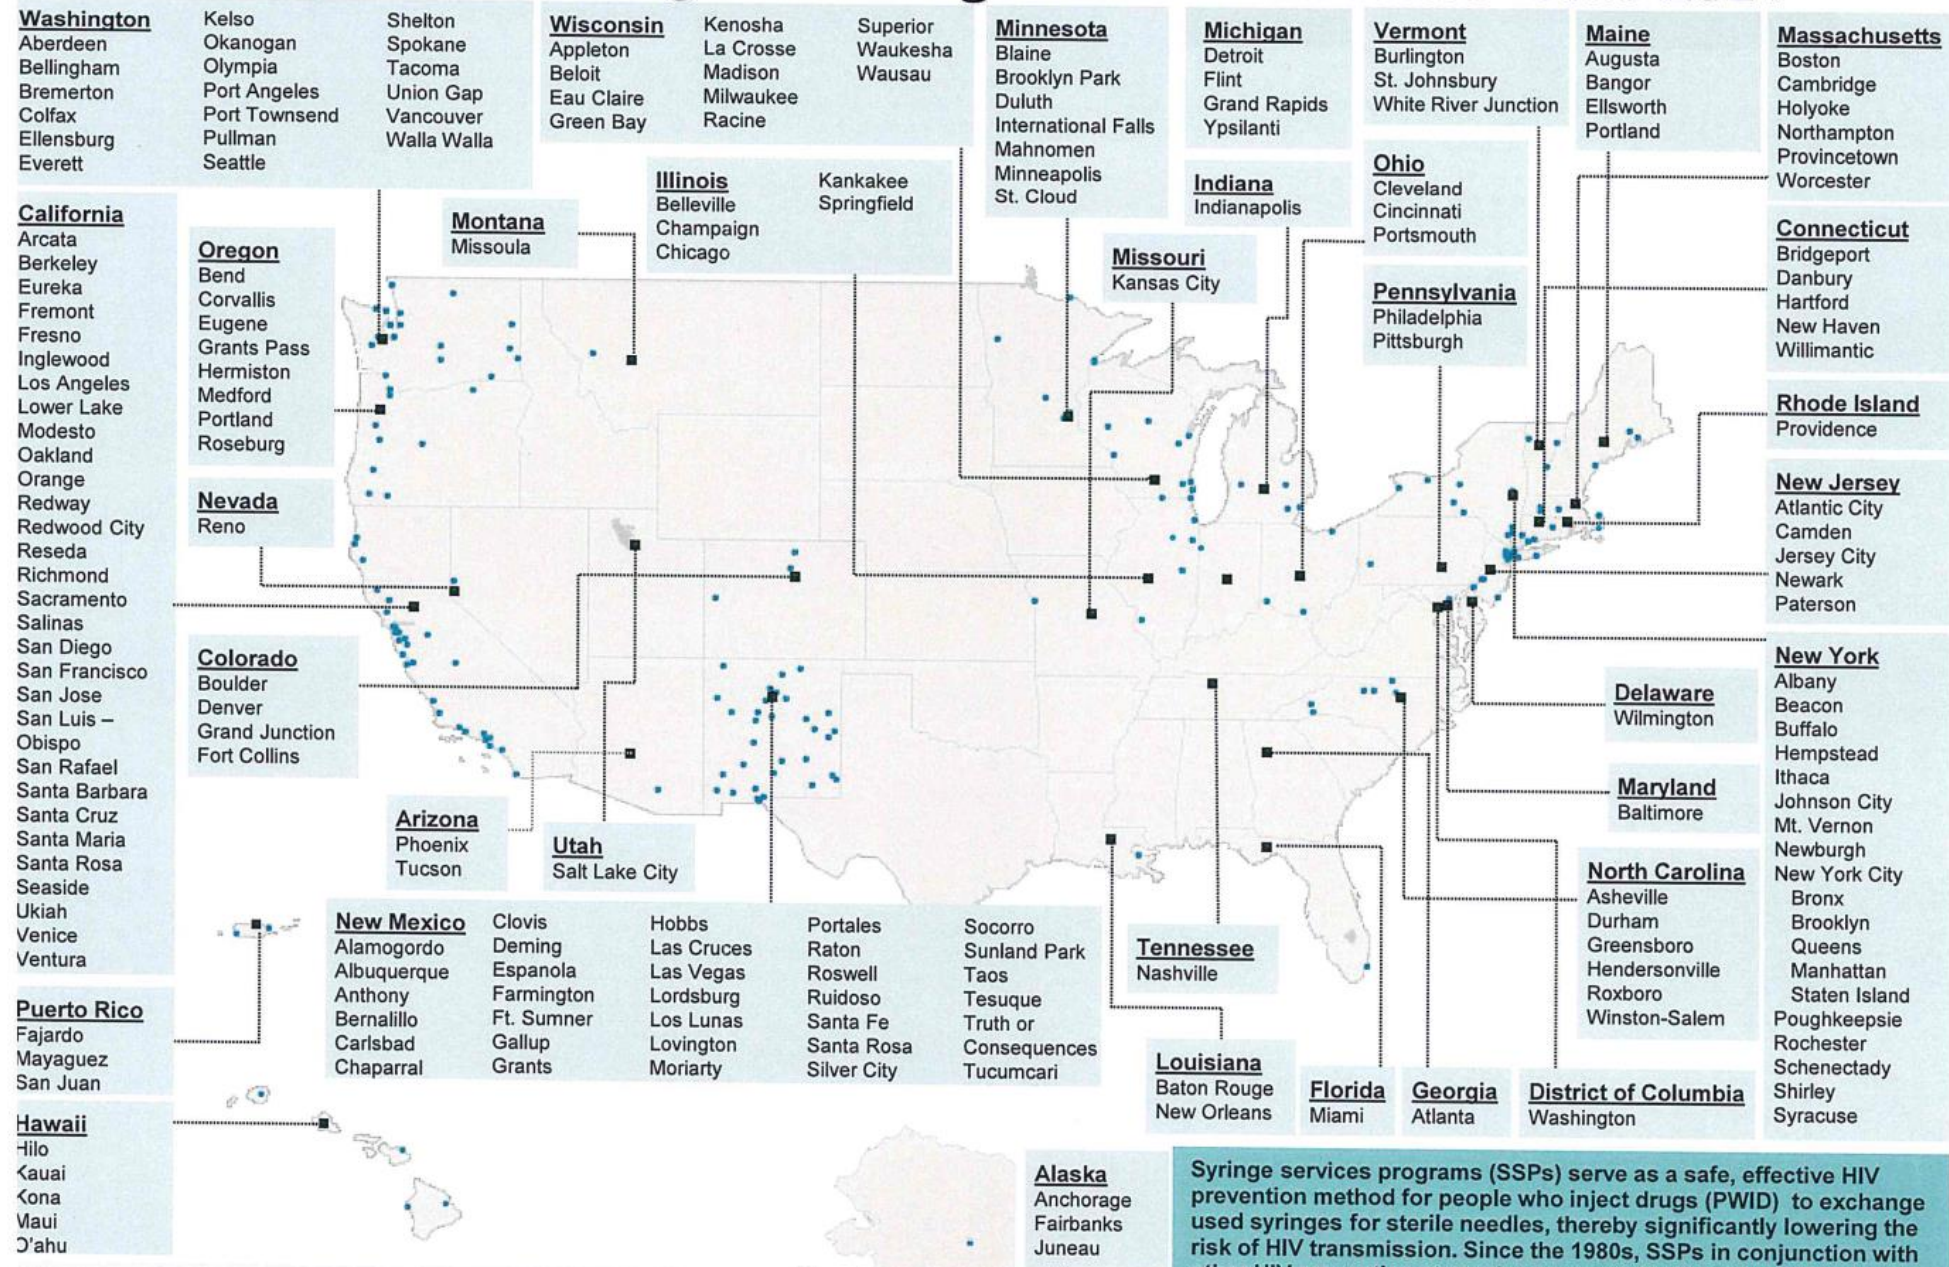 Washington
Aberdeen
Bellingham
Bremerton
Colfax
Ellensburg
Everett
Kelso
Okanogan
Olympia
Port Angeles
Port Townsend
Pullman
Seattle
Shelton
Spokane
Tacoma
Union Gap
Vancouver
Walla Walla
Wisconsin
Appleton
Beloit
Eau Claire
Green Bay
Kenosha
La Crosse
Madison
Milwaukee
Racine
Superior
Waukesha
Wausau
Minnesota
Blaine
Brooklyn Park
Duluth
International Falls
Mahnomen
Minneapolis
St. Cloud
Michigan
Detroit
Flint
Grand Rapids
Ypsilanti
Vermont
Burlington
St. Johnsbury
White River Junction
Maine
Augusta
Bangor
Ellsworth
Portland
Massachusetts
Boston
Cambridge
Holyoke
Northampton
Provincetown
Worcester
California
Arcata
Berkeley
Eureka
Fremont
Fresno
Inglewood
Los Angeles
Lower Lake
Modesto
Oakland
Orange
Redway
Redwood City
Reseda
Richmond
Sacramento
Salinas
San Diego
San Francisco
San Jose
San Luis –
Obispo
San Rafael
Santa Barbara
Santa Cruz
Santa Maria
Santa Rosa
Seaside
Ukiah
Venice
Ventura
Oregon
Bend
Corvallis
Eugene
Grants Pass
Hermiston
Medford
Portland
Roseburg
Montana
Missoula
Illinois
Belleville
Champaign
Chicago
Kankakee
Springfield
Missouri
Kansas City
Indiana
Indianapolis
Ohio
Cleveland
Cincinnati
Portsmouth
Pennsylvania
Philadelphia
Pittsburgh
Connecticut
Bridgeport
Danbury
Hartford
New Haven
Willimantic
Rhode Island
Providence
New Jersey
Atlantic City
Camden
Jersey City
Newark
Paterson
Nevada
Reno
Colorado
Boulder
Denver
Grand Junction
Fort Collins
Arizona
Phoenix
Tucson
Utah
Salt Lake City
New York
Albany
Beacon
Buffalo
Hempstead
Ithaca
Johnson City
Mt. Vernon
Newburgh
New York City
Bronx
Brooklyn
Queens
Manhattan
Staten Island
Poughkeepsie
Rochester
Schenectady
Shirley
Syracuse
Delaware
Wilmington
Maryland
Baltimore
North Carolina
Asheville
Durham
Greensboro
Hendersonville
Roxboro
Winston-Salem
New Mexico
Alamogordo
Albuquerque
Anthony
Bernalillo
Carlsbad
Chaparral
Clovis
Deming
Espanola
Farmington
Ft. Sumner
Gallup
Grants
Hobbs
Las Cruces
Las Vegas
Lordsburg
Los Lunas
Lovington
Moriarty
Portales
Raton
Roswell
Ruidoso
Santa Fe
Santa Rosa
Silver City
Socorro
Sunland Park
Taos
Tesuque
Truth or
Consequences
Tucumcari
Tennessee
Nashville
Louisiana
Baton Rouge
New Orleans
Florida
Miami
Georgia
Atlanta
District of Columbia
Washington
Puerto Rico
Fajardo
Mayaguez
San Juan
Hawaii
Hilo
Kauai
Kona
Maui
O'ahu
Alaska
Anchorage
Fairbanks
Juneau
Syringe services programs (SSPs) serve as a safe, effective HIV
prevention method for people who inject drugs (PWID) to exchange
used syringes for sterile needles, thereby significantly lowering the
risk of HIV transmission. Since the 1980s, SSPs in conjunction with